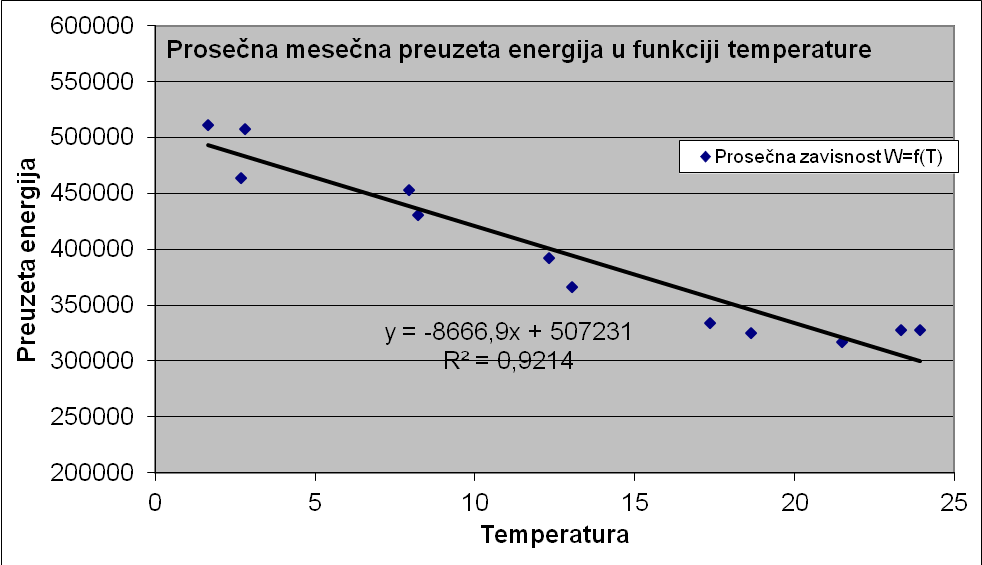 Prosečna mesečna preuzeta energija u funkciji temperature
600000
550000
500000
450000
400000
350000
300000
250000
200000
Preuzeta energija
Prosečna zavisnost W=f(T)
y = -8666,9x + 507231
R² = 0,9214
0 5 10 15 20 25
Temperatura